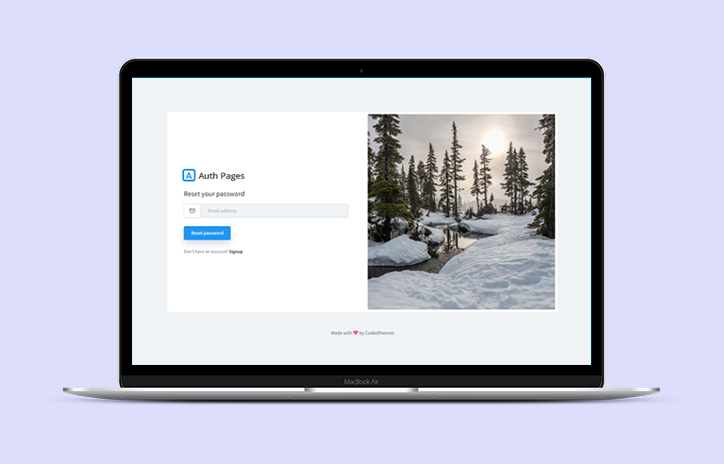 A Auth Pages
Reset your password
Email address
Reset password
Don't have an account? Signup
Made with ❤ by Codedthemes
MacBook Air